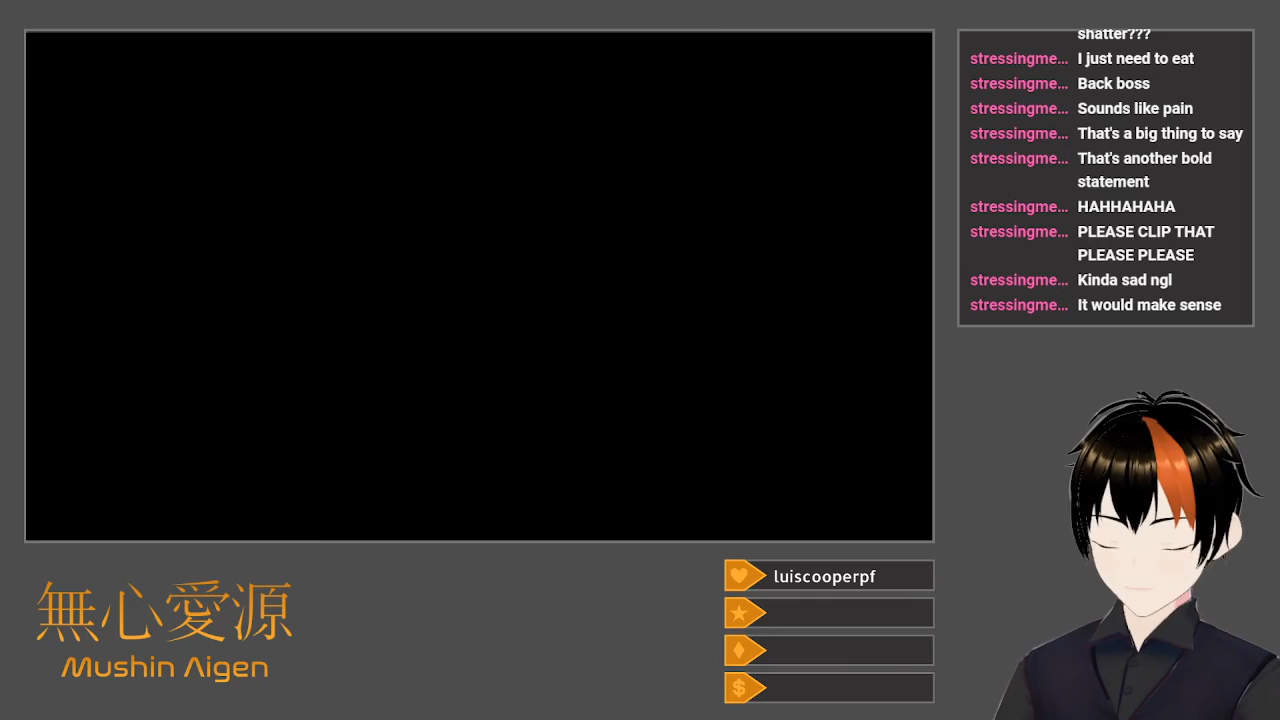 shatter???
stressingme... I just need to eat
stressingme... Back boss
stressingme... Sounds like pain
stressingme... That's a big thing to say
stressingme... That's another bold
statement
stressingme... HAHHAHAHA
stressingme... PLEASE CLIP THAT
PLEASE PLEASE
stressingme... Kinda sad ngl
stressingme... It would make sense
luiscooperpf
無心愛源
Mushin Aigen
$